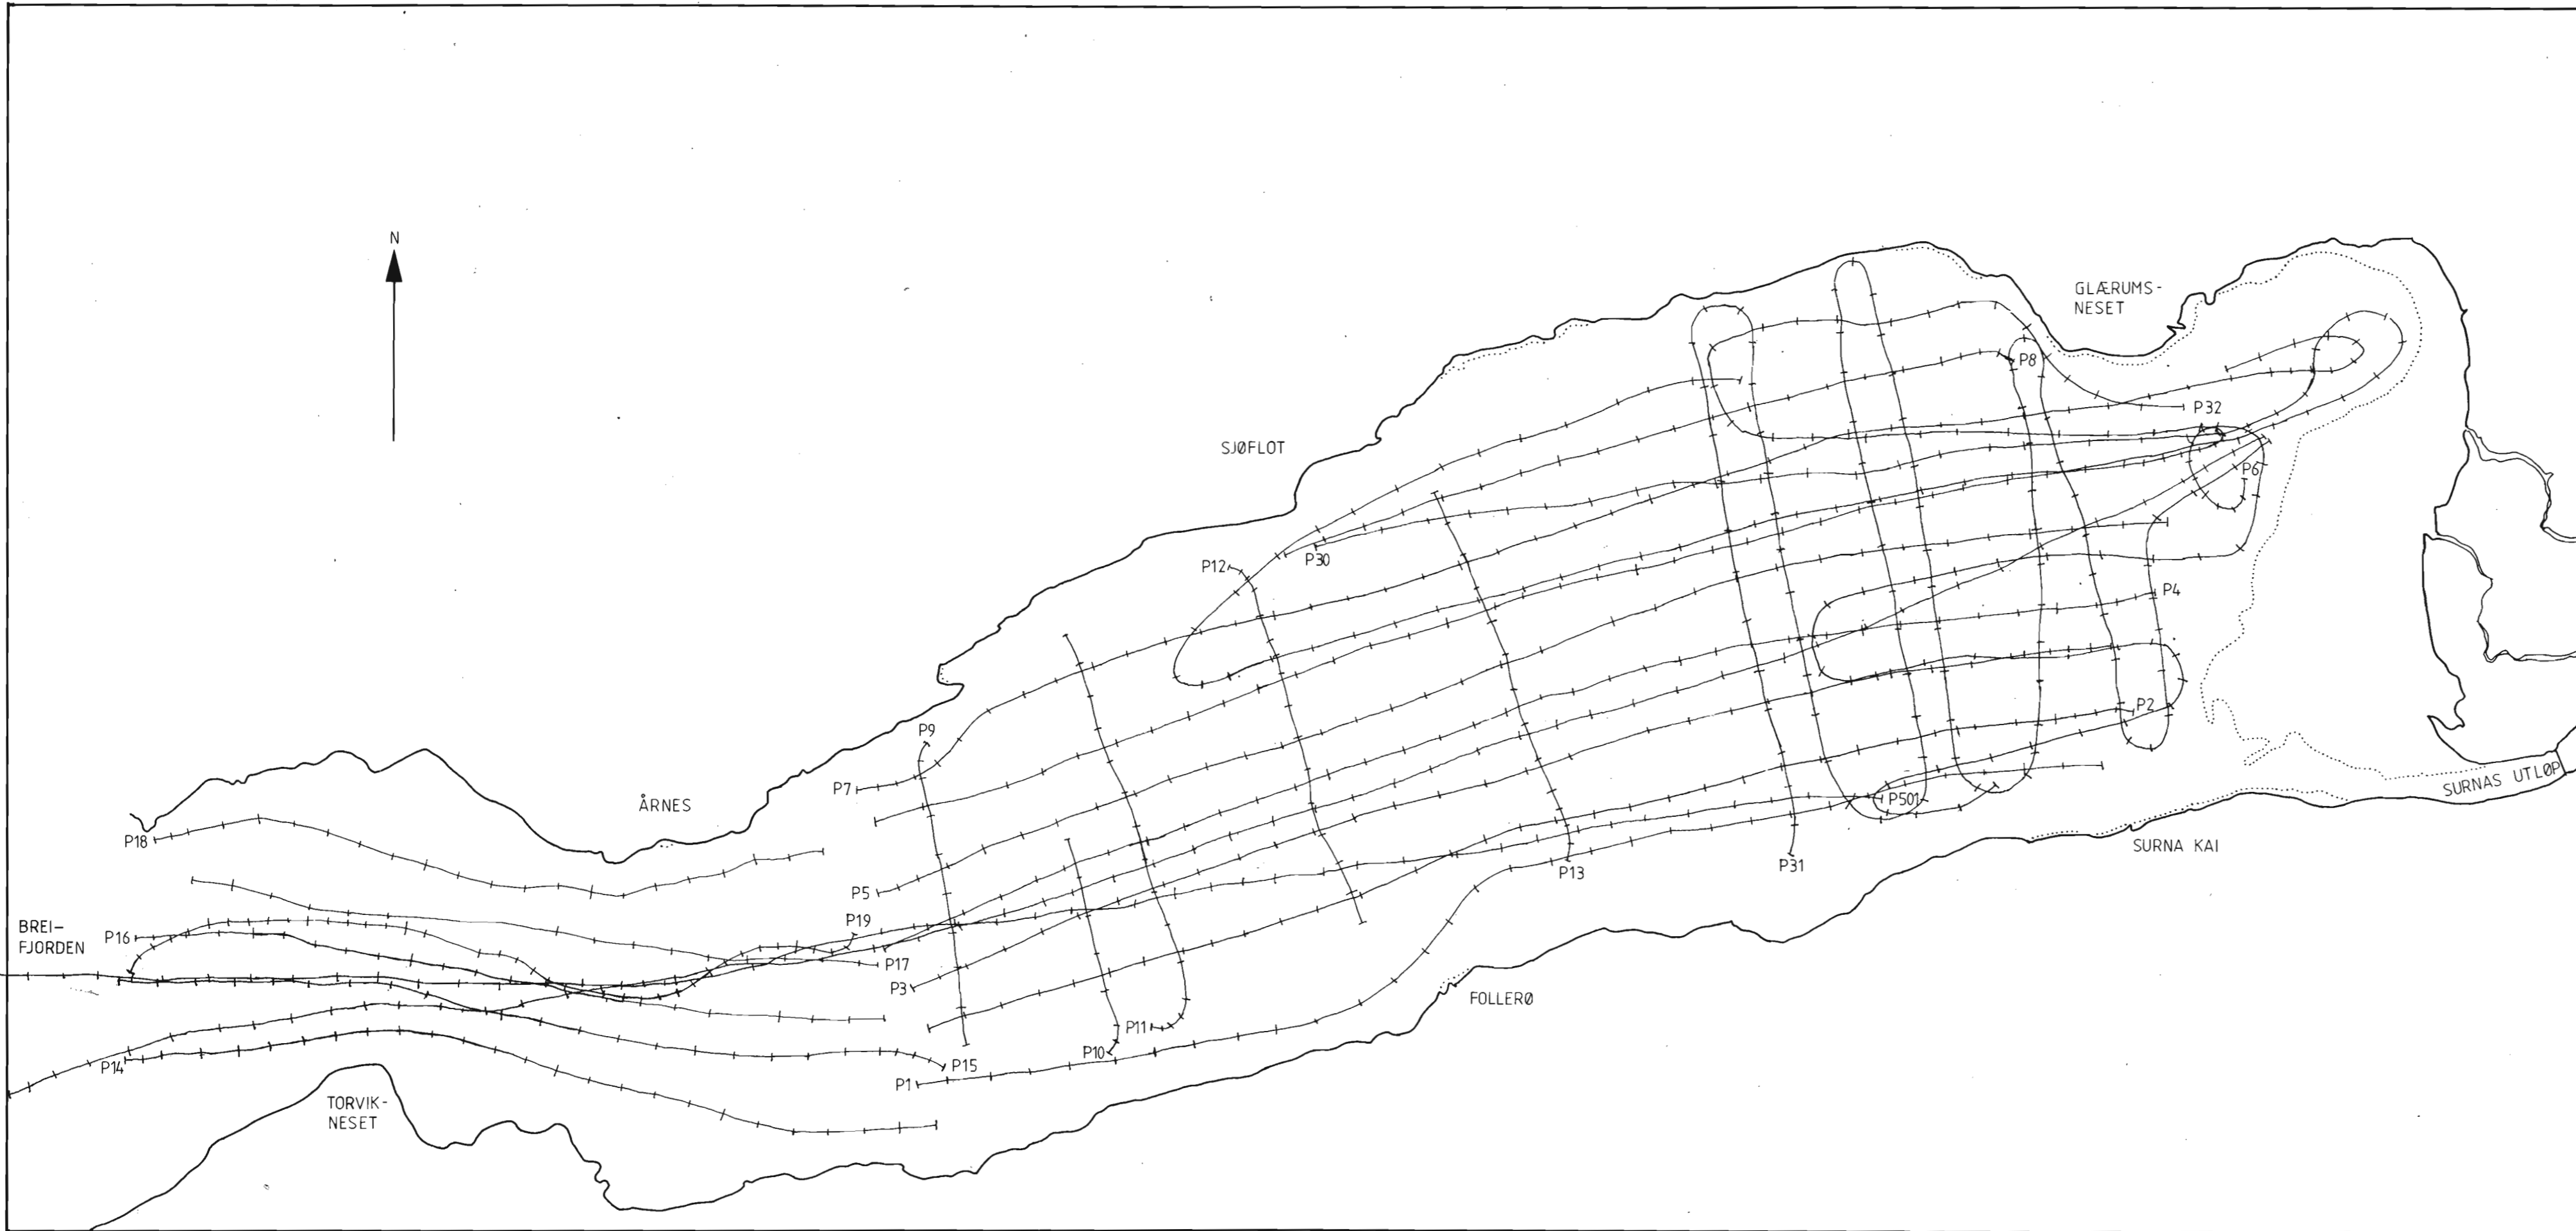 N
GLÆRUMS-
NESET
P8
P32
SJØFLOT
P6
P30
P12
P4
P2
P9
P7
SURNAS UTLØP
ÅRNES
P501
P18
SURNA KAI
P31
P13
P5
P19
BREI-
FJORDEN
P16
P17
P3
FOLLERØ
P11
P10
P15
P14
P1
TORVIK-
NESET